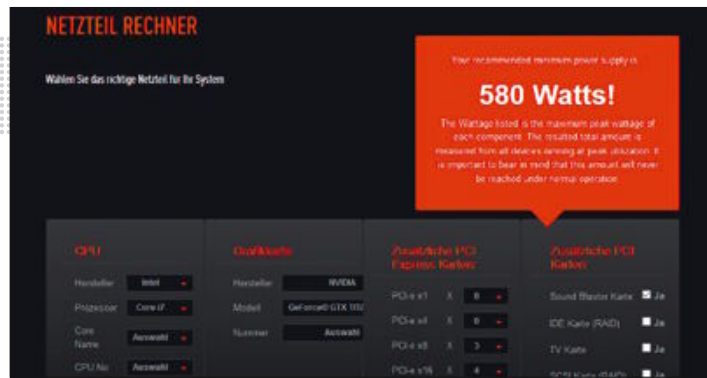 NETZTEIL RECHNER
Wählen Sie das richtige Netzteil für Ihr System
Your recommended minimum power supply is
580 Watts!
The Wattage listed is the maximum peak wattage of
each component. The resulted total amount is
measured from all devices running at peak utilization. It
is important to bear in mind that this amount will never
be reached under normal operation.
CPU
Hersteller Intel
Prozessor Core i7
Core Name Auswahl
CPU No Auswahl
Grafikkarte
Hersteller NVIDIA
Modell GeForce® GTX
Nummer Auswahl
Zusätzliche PCI
Express Karten
PCI-e x1 X
PCI-e x4 X
PCI-e x8 X 3
PCI-e x16 X 4
Zusätzliche PCI
Karten
Sound Blaster Karte Ja
IDE Karte (RAID) Ja
TV Karte Ja
SCSI Karte (RAID) Ja